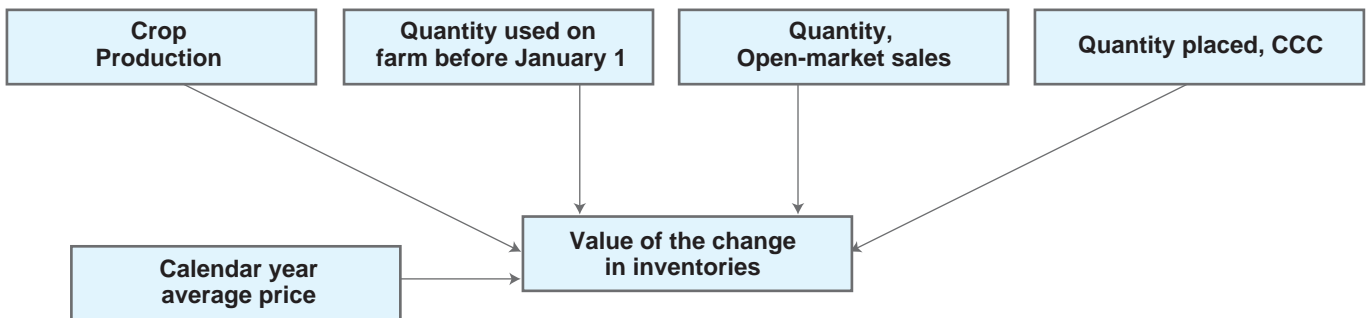 Crop
Production
Quantity used on
farm before January 1
Quantity,
Open-market sales
Quantity placed, CCC
Value of the change
in inventories
Calendar year
average price